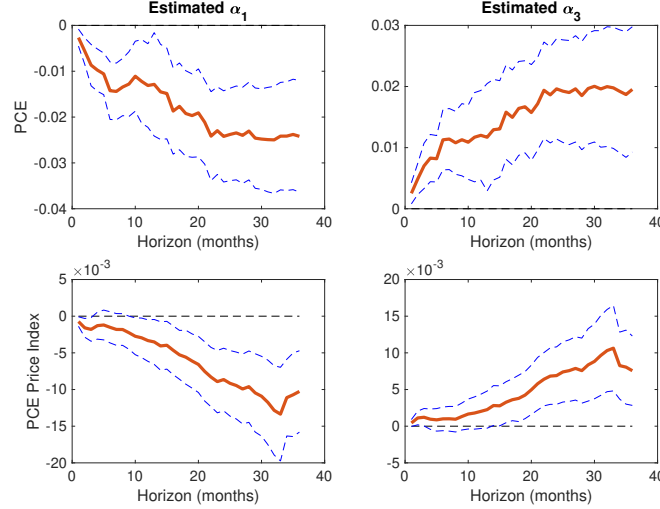 Estimated α1
Estimated α3
0
-0.01
-0.02
-0.03
-0.04
PCE
0 10 20 30 40
Horizon (months)
0.03
0.02
0.01
0
0 10 20 30 40
Horizon (months)
×10-3
5
0
-5
-10
-15
-20
PCE Price Index
0 10 20 30 40
Horizon (months)
×10-3
20
15
10
5
0
-5
0 10 20 30 40
Horizon (months)